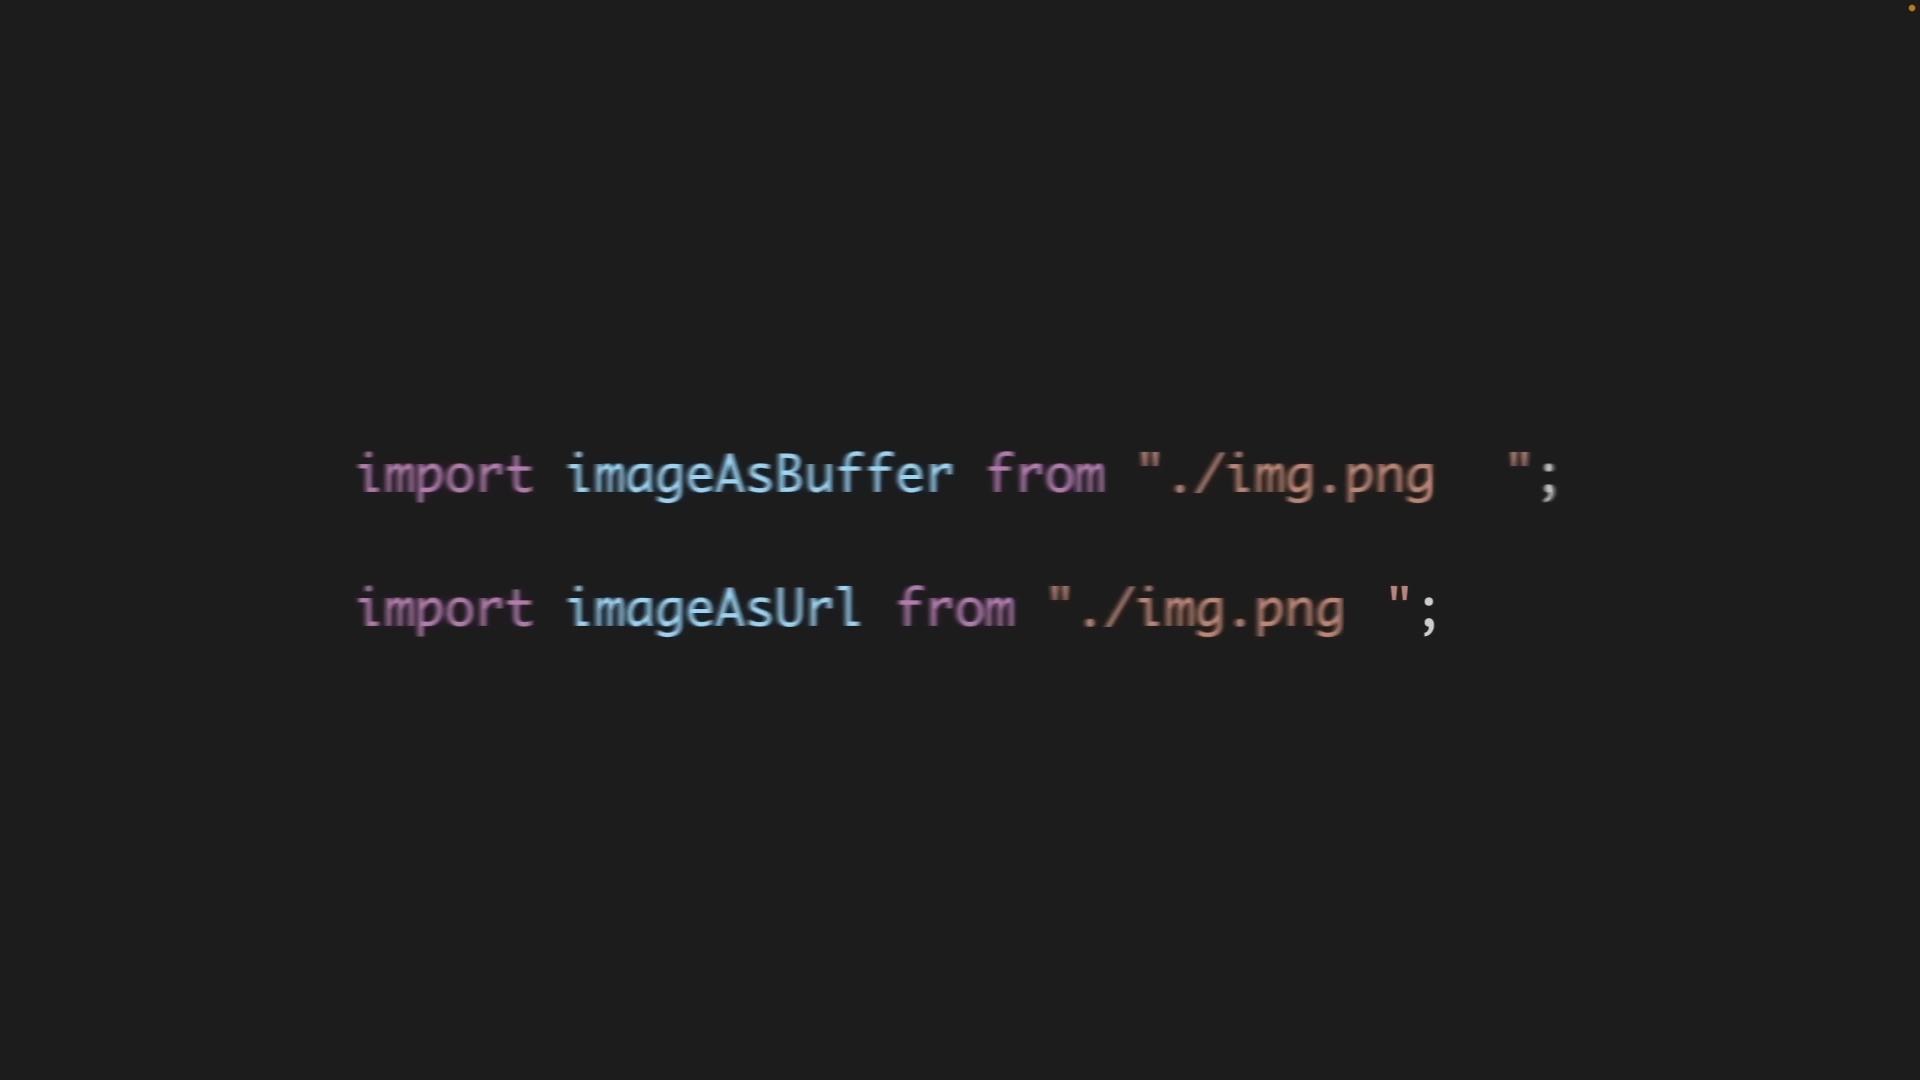 import imageAsBuffer from "./img.png  ";
import imageAsUrl from "./img.png ";